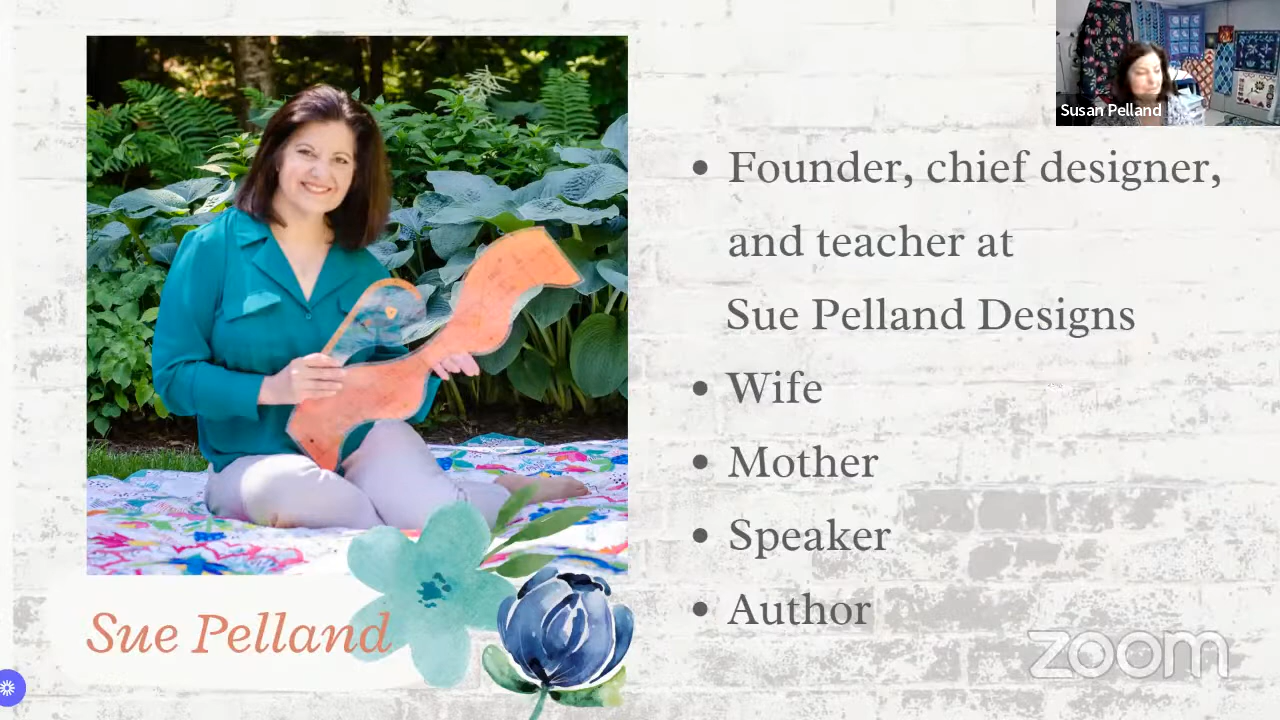 Susan Pelland
• Founder, chief designer,
and teacher at
Sue Pelland Designs
• Wife
• Mother
• Speaker
• Author
Sue Pelland
zoom